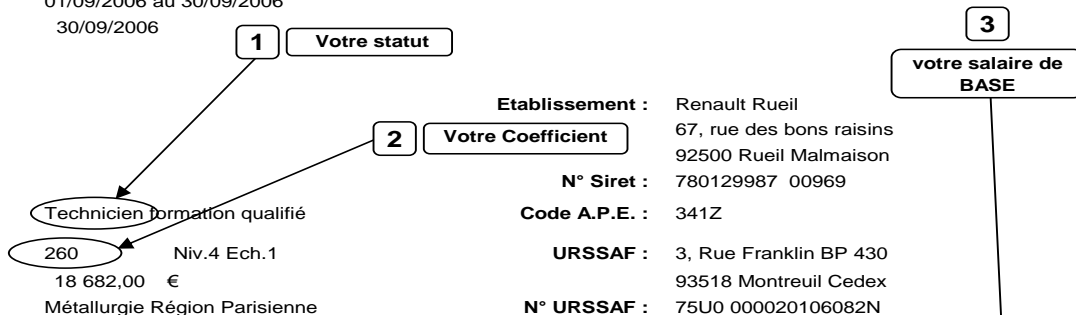 01/09/2006 au 30/09/2006
30/09/2006
1 Votre statut
3
votre salaire de
BASE
Etablissement : Renault Rueil
2 Votre Coefficient 67, rue des bons raisins
92500 Rueil Malmaison
N° Siret : 780129987 00969
Technicien formation qualifié Code A.P.E. : 341Z
260 Niv.4 Ech.1 URSSAF : 3, Rue Franklin BP 430
18 682,00 € 93518 Montreuil Cedex
Métallurgie Région Parisienne N° URSSAF : 75U0 000020106082N